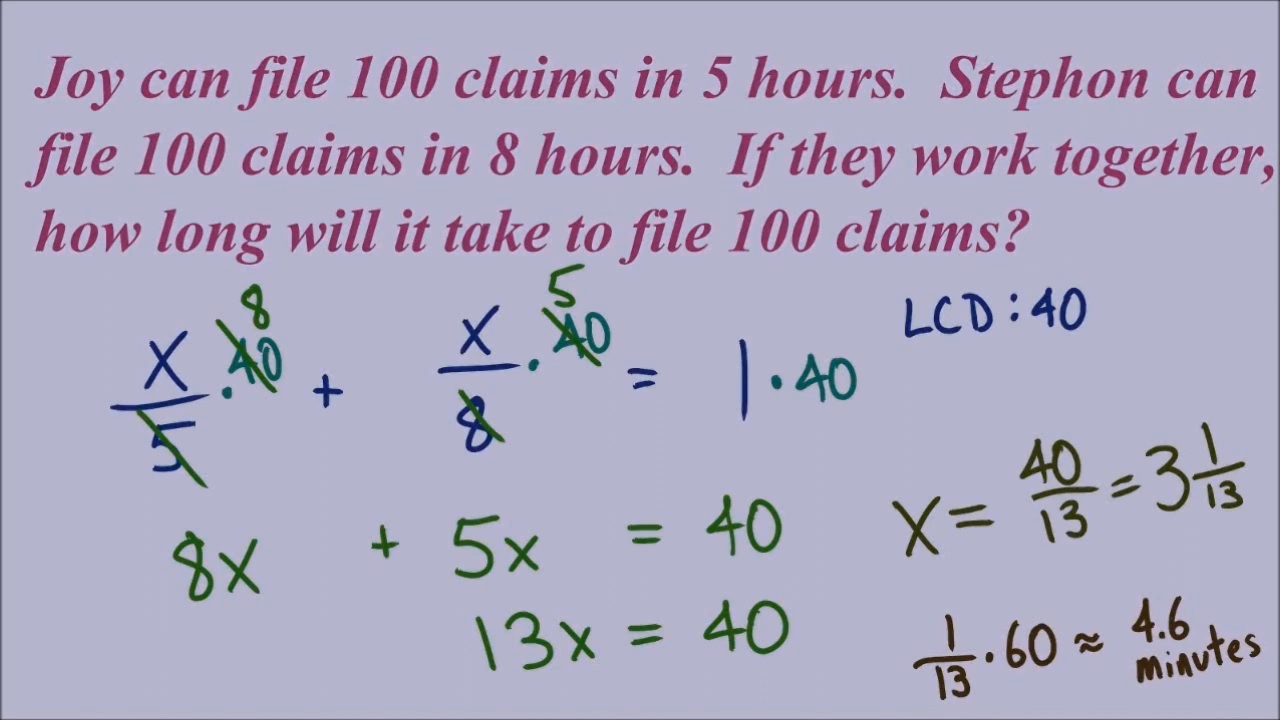 Joy can file 100 claims in 5 hours. Stephon can
file 100 claims in 8 hours. If they work together,
how long will it take to file 100 claims?
x/5 · 40 8 + x/8 · 40 5 = 1 · 40
LCD : 40
8x + 5x = 40
13x = 40
x = 40/13 = 3 1/13
1/13 · 60 ≈ 4.6
minutes